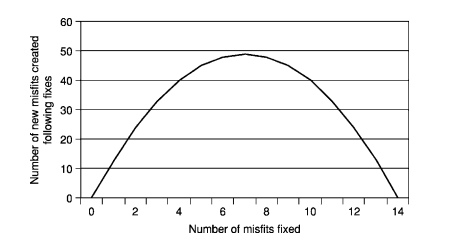 Number of new misfits created
following fixes
60
50
40
30
20
10
0
0 2 4 6 8 10 12 14
Number of misfits fixed